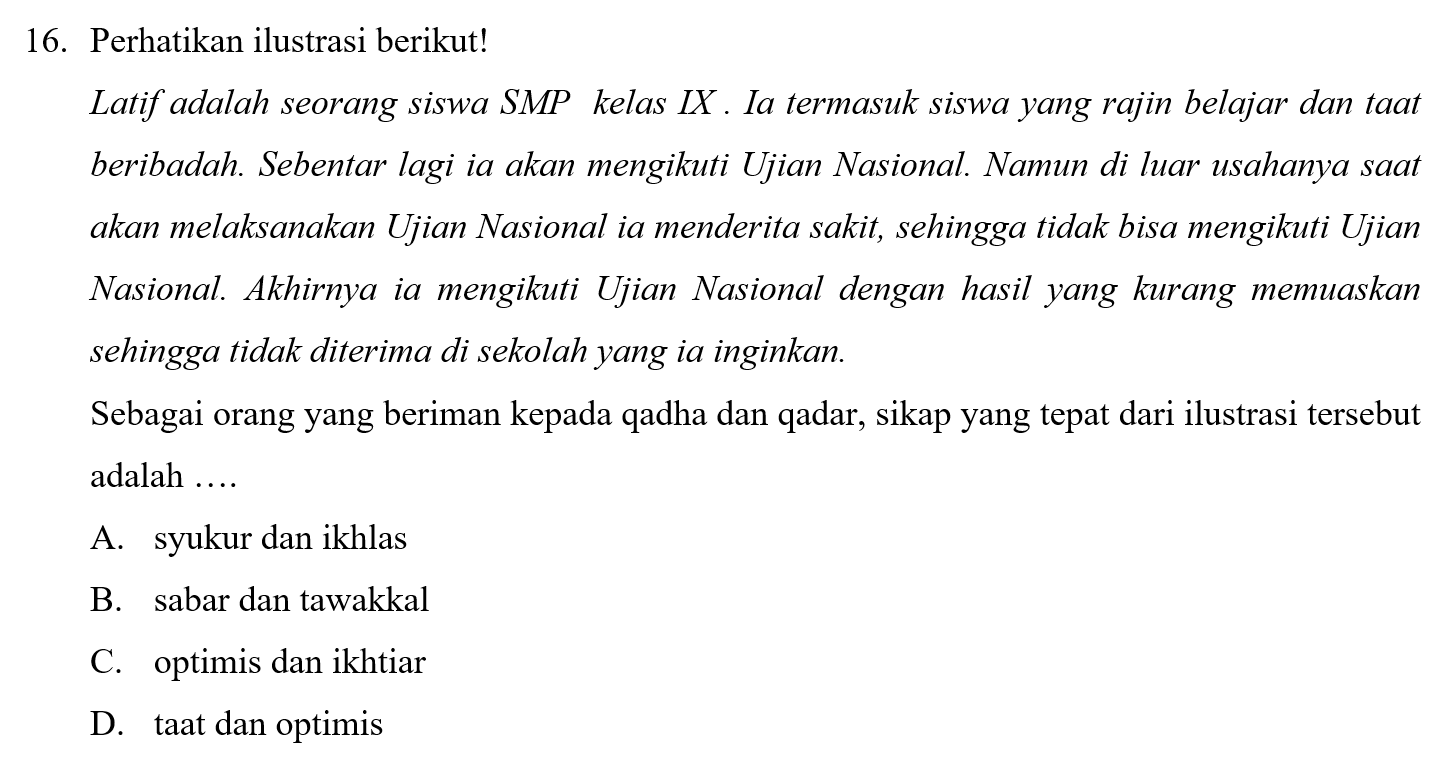 16. Perhatikan ilustrasi berikut!
Latif adalah seorang siswa SMP kelas IX . Ia termasuk siswa yang rajin belajar dan taat
beribadah. Sebentar lagi ia akan mengikuti Ujian Nasional. Namun di luar usahanya saat
akan melaksanakan Ujian Nasional ia menderita sakit, sehingga tidak bisa mengikuti Ujian
Nasional. Akhirnya ia mengikuti Ujian Nasional dengan hasil yang kurang memuaskan
sehingga tidak diterima di sekolah yang ia inginkan.
Sebagai orang yang beriman kepada qadha dan qadar, sikap yang tepat dari ilustrasi tersebut
adalah ….
A. syukur dan ikhlas
B. sabar dan tawakkal
C. optimis dan ikhtiar
D. taat dan optimis